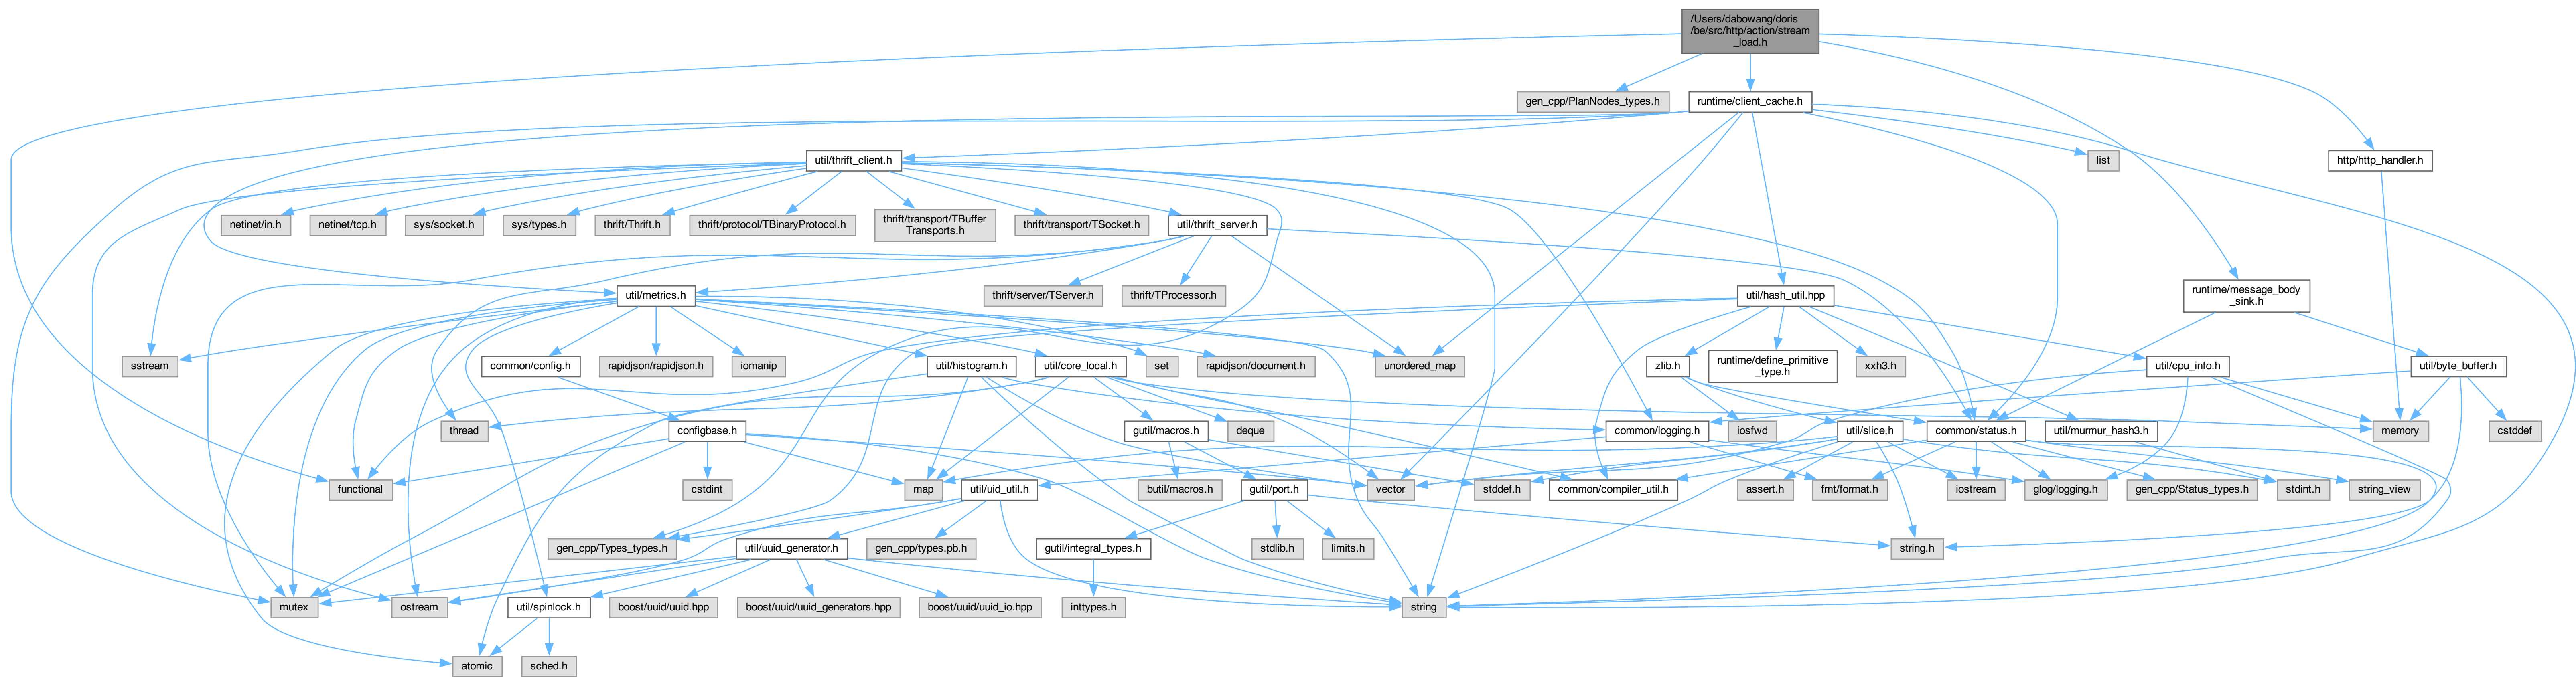 /Users/dabowang/doris
/be/src/http/action/stream
_load.h
gen_cpp/PlanNodes_types.h
runtime/client_cache.h
util/thrift_client.h
list
http/http_handler.h
netinet/in.h
netinet/tcp.h
sys/socket.h
sys/types.h
thrift/Thrift.h
thrift/protocol/TBinaryProtocol.h
thrift/transport/TBuffer
Transports.h
thrift/transport/TSocket.h
util/thrift_server.h
util/metrics.h
thrift/server/TServer.h
thrift/TProcessor.h
util/hash_util.hpp
runtime/message_body
_sink.h
sstream
common/config.h
rapidjson/rapidjson.h
iomanip
util/histogram.h
util/core_local.h
set
rapidjson/document.h
unordered_map
zlib.h
runtime/define_primitive
_type.h
xxh3.h
util/cpu_info.h
util/byte_buffer.h
thread
configbase.h
gutil/macros.h
deque
common/logging.h
iosfwd
util/slice.h
common/status.h
util/murmur_hash3.h
memory
cstddef
functional
cstdint
map
util/uid_util.h
butil/macros.h
gutil/port.h
vector
stddef.h
common/compiler_util.h
assert.h
fmt/format.h
iostream
glog/logging.h
gen_cpp/Status_types.h
stdint.h
string_view
gen_cpp/Types_types.h
util/uuid_generator.h
gen_cpp/types.pb.h
gutil/integral_types.h
stdlib.h
limits.h
string.h
mutex
ostream
util/spinlock.h
boost/uuid/uuid.hpp
boost/uuid/uuid_generators.hpp
boost/uuid/uuid_io.hpp
inttypes.h
string
atomic
sched.h